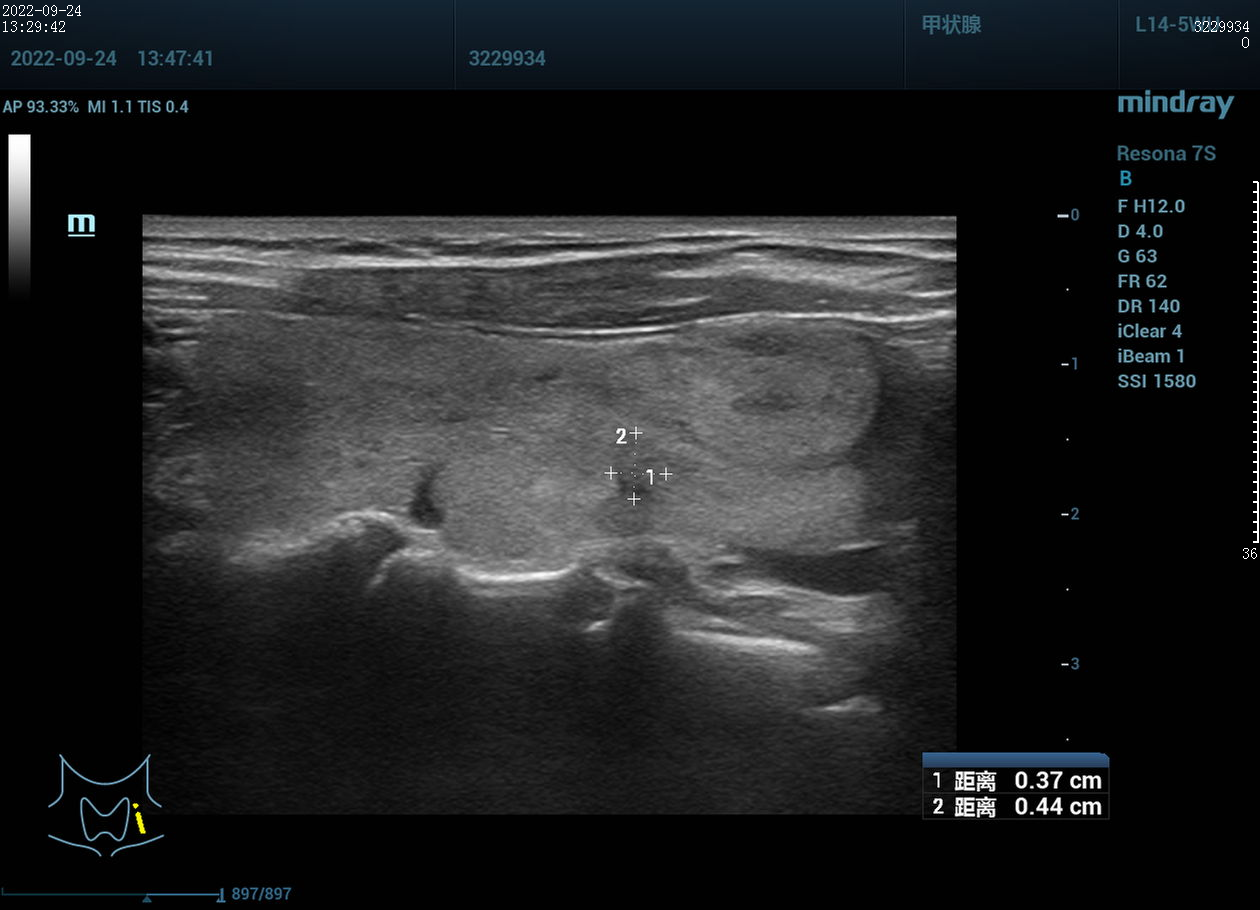 2022-09-24
13:29:42
甲状腺
L14-5WU
3229934
0
2022-09-24 13:47:41
3229934
AP 93.33% MI 1.1 TIS 0.4
mindray
Resona 7S
B
F H12.0
D 4.0
G 63
FR 62
DR 140
iClear 4
iBeam 1
SSI 1580
m
0
1
2
3
36
2
1
1 距离 0.37 cm
2 距离 0.44 cm
897/897